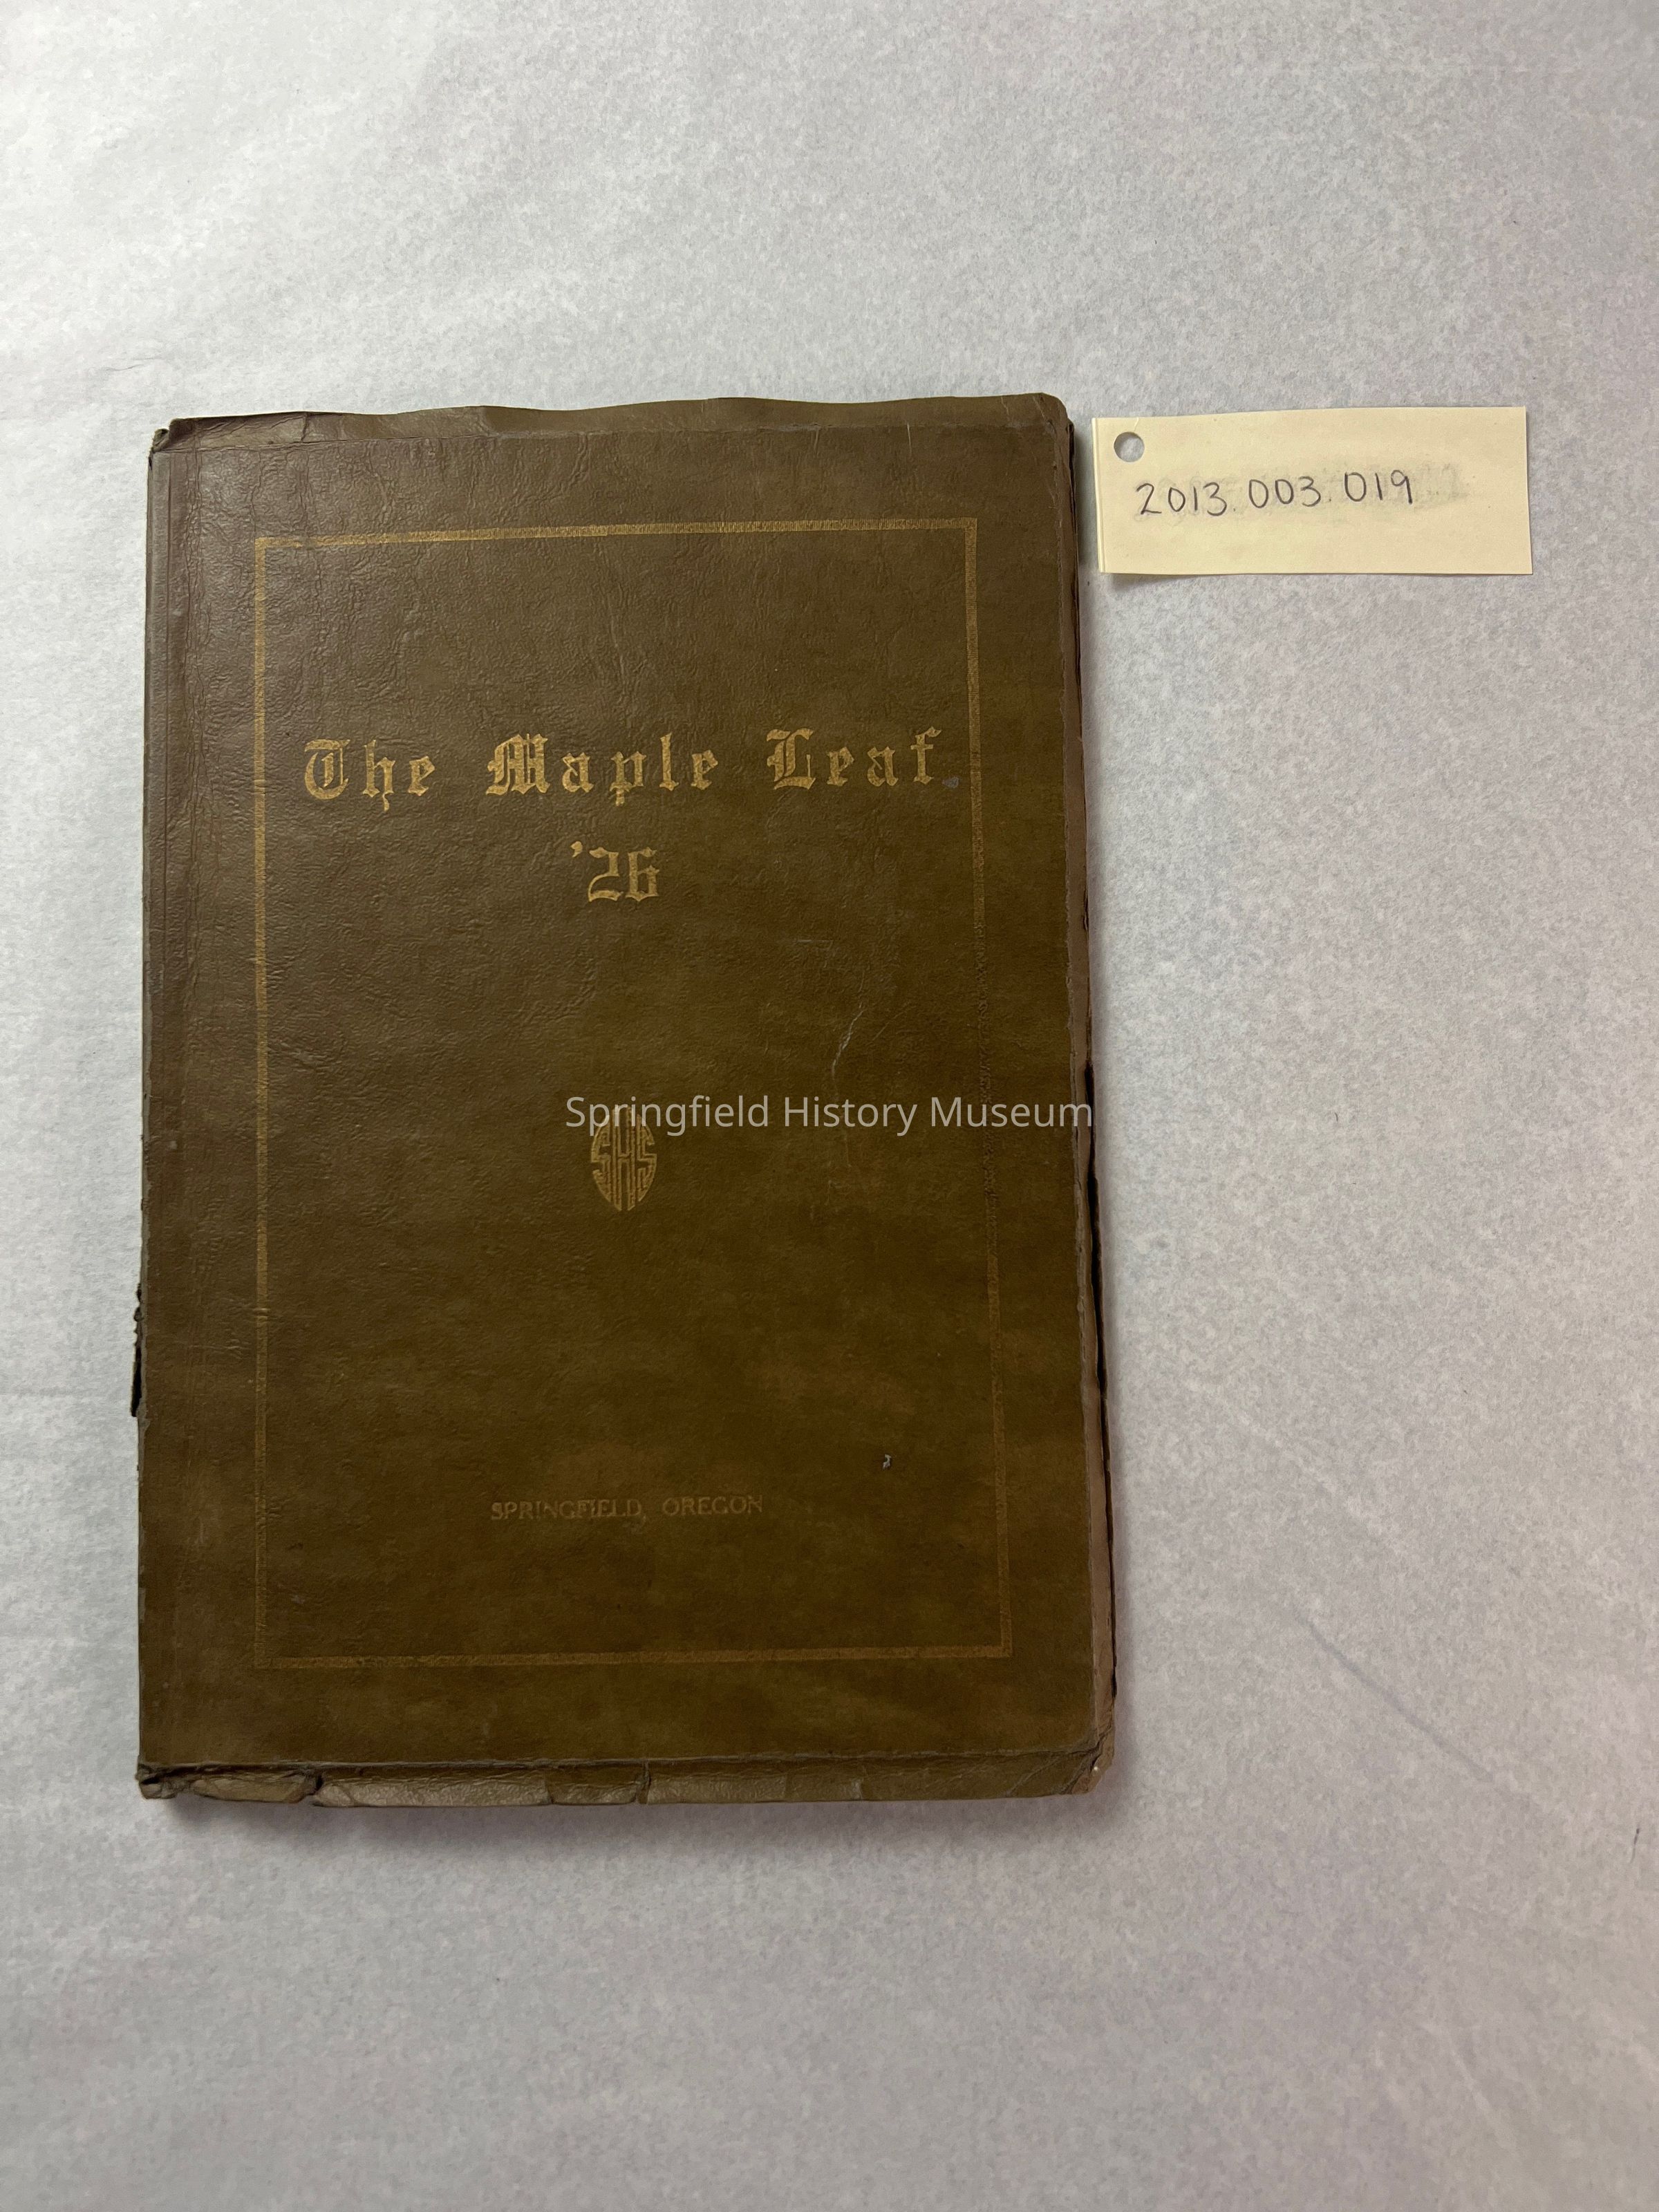 2013.003.019
The Maple Leaf
'26
Springfield History Museum
SHS
SPRINGFIELD, OREGON